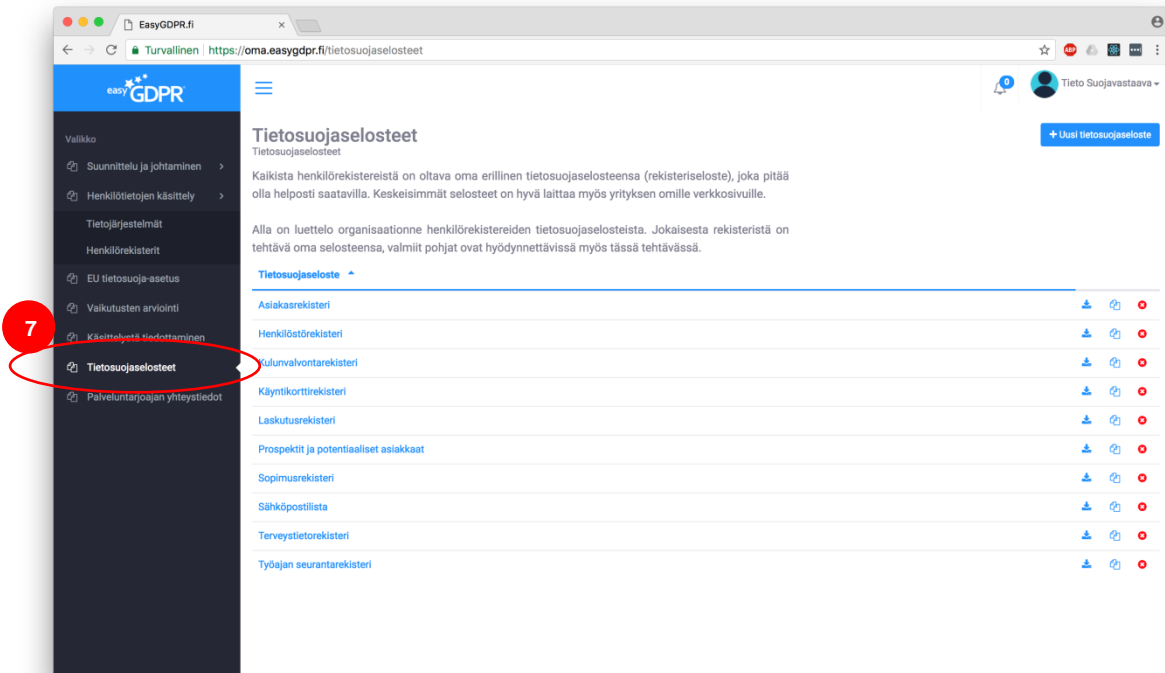 EasyGDPR.fi
Turvallinen | https://oma.easygdpr.fi/tietosuojaselosteet
ABP
easy GDPR
0
Tieto Suojavastaava
Valikko
Suunnittelu ja johtaminen
Henkilötietojen käsittely
Tietojärjestelmät
Henkilörekisterit
EU tietosuoja-asetus
Vaikutusten arviointi
Käsittelystä tiedottaminen
7
Tietosuojaselosteet
Palveluntarjoajan yhteystiedot
Tietosuojaselosteet
Tietosuojaselosteet
+ Uusi tietosuojaseloste
Kaikista henkilörekistereistä on oltava oma erillinen tietosuojaselosteensa (rekisteriseloste), joka pitää
olla helposti saatavilla. Keskeisimmät selosteet on hyvä laittaa myös yrityksen omille verkkosivuille.
Alla on luettelo organisaationne henkilörekistereiden tietosuojaselosteista. Jokaisesta rekisteristä on
tehtävä oma selosteensa, valmiit pohjat ovat hyödynnettävissä myös tässä tehtävässä.
Tietosuojaseloste
Asiakasrekisteri
Henkilöstörekisteri
Kulunvalvontarekisteri
Käyntikorttirekisteri
Laskutusrekisteri
Prospektit ja potentiaaliset asiakkaat
Sopimusrekisteri
Sähköpostilista
Terveystietorekisteri
Työajan seurantarekisteri